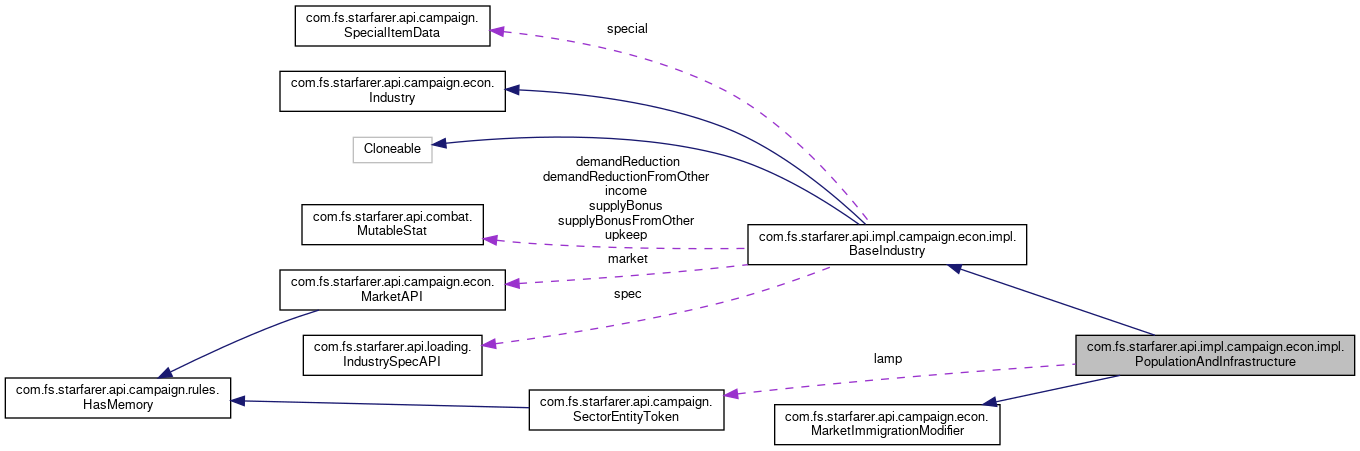 com.fs.starfarer.api.campaign.
SpecialItemData
special
com.fs.starfarer.api.campaign.econ.
Industry
Cloneable
demandReduction
demandReductionFromOther
income
supplyBonus
supplyBonusFromOther
upkeep
com.fs.starfarer.api.combat.
MutableStat
com.fs.starfarer.api.impl.campaign.econ.impl.
BaseIndustry
market
com.fs.starfarer.api.campaign.econ.
MarketAPI
spec
com.fs.starfarer.api.loading.
IndustrySpecAPI
com.fs.starfarer.api.impl.campaign.econ.impl.
PopulationAndInfrastructure
lamp
com.fs.starfarer.api.campaign.rules.
HasMemory
com.fs.starfarer.api.campaign.
SectorEntityToken
com.fs.starfarer.api.campaign.econ.
MarketImmigrationModifier